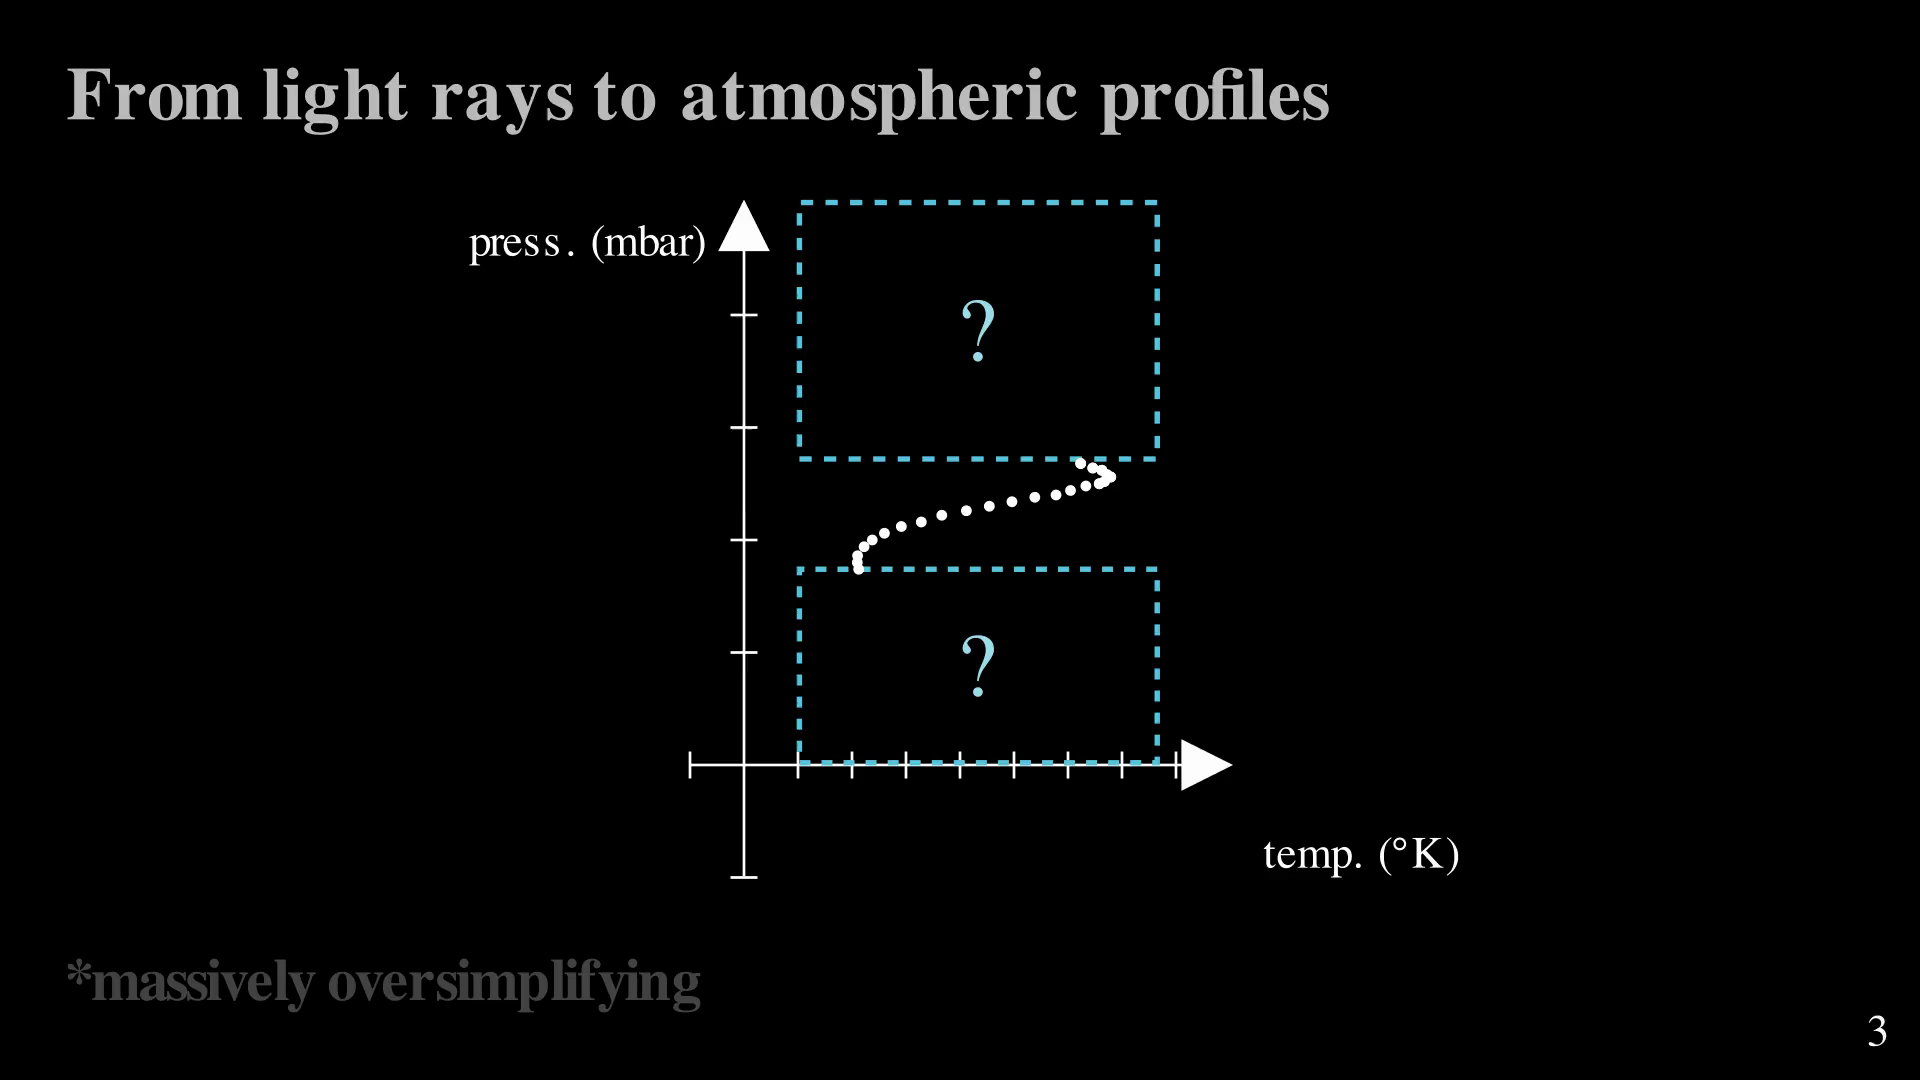 From light rays to atmospheric profiles
press. (mbar)
?
?
temp. (°K)
*massively oversimplifying
3